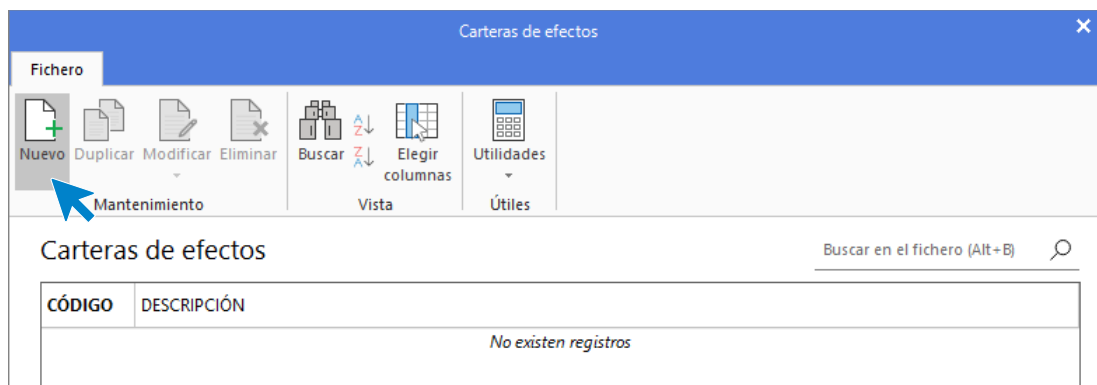 Carteras de efectos
Fichero
Nuevo Duplicar Modificar Eliminar Buscar Elegir columnas Utilidades
Mantenimiento Vista Útiles
Carteras de efectos
Buscar en el fichero (Alt+B)
CÓDIGO DESCRIPCIÓN
No existen registros